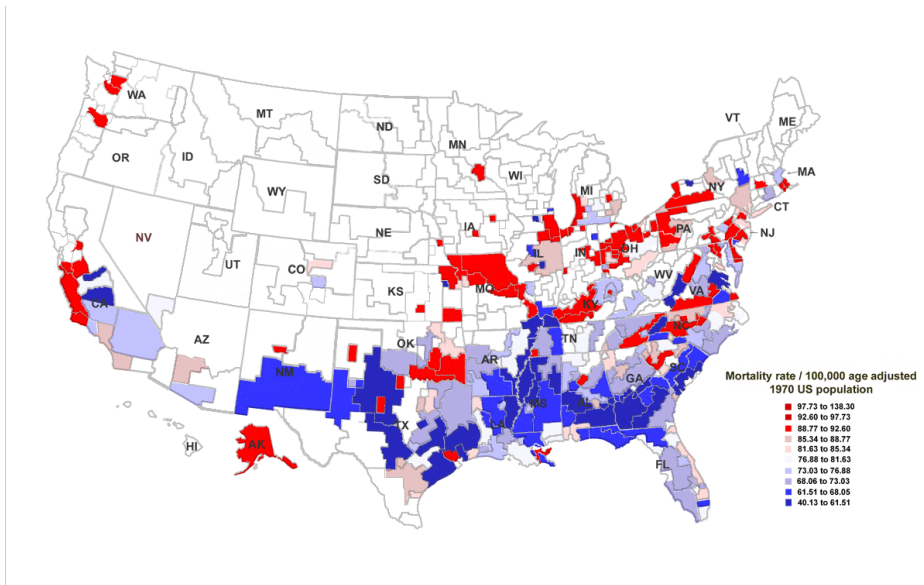 VT
ME
WA
MT
ND
MN
OR
ID
WI
SD
MA
WY
MI
NY
CT
NE
IA
NJ
NV
PA
IL
IN
OH
UT
CO
WV
KS
MO
VA
CA
KY
NC
AZ
OK
TN
AR
NM
SC
GA
MS
LA
TX
HI
AK
FL
Mortality rate / 100,000 age adjusted
1970 US population
97.73 to 138.30
92.60 to 97.73
88.77 to 92.60
85.34 to 88.77
81.63 to 85.34
76.88 to 81.63
73.03 to 76.88
68.06 to 73.03
61.51 to 68.05
40.13 to 61.51